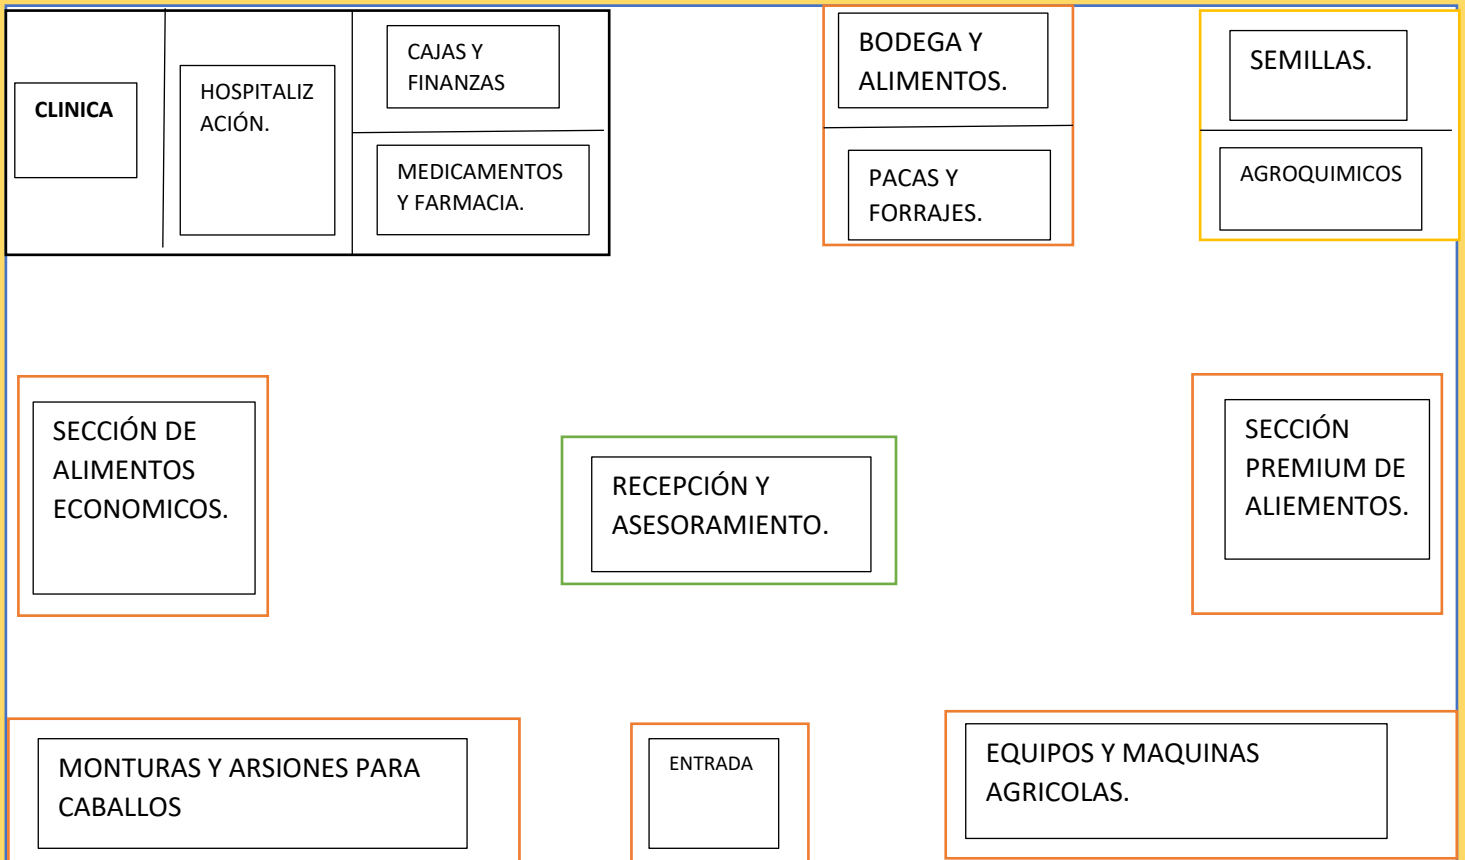 CLINICA
HOSPITALIZ
ACIÓN.
CAJAS Y
FINANZAS
MEDICAMENTOS
Y FARMACIA.
BODEGA Y
ALIMENTOS.
PACAS Y
FORRAJES.
SEMILLAS.
AGROQUIMICOS
SECCIÓN DE
ALIMENTOS
ECONOMICOS.
RECEPCIÓN Y
ASESORAMIENTO.
SECCIÓN
PREMIUM DE
ALIEMENTOS.
MONTURAS Y ARSIONES PARA
CABALLOS
ENTRADA
EQUIPOS Y MAQUINAS
AGRICOLAS.